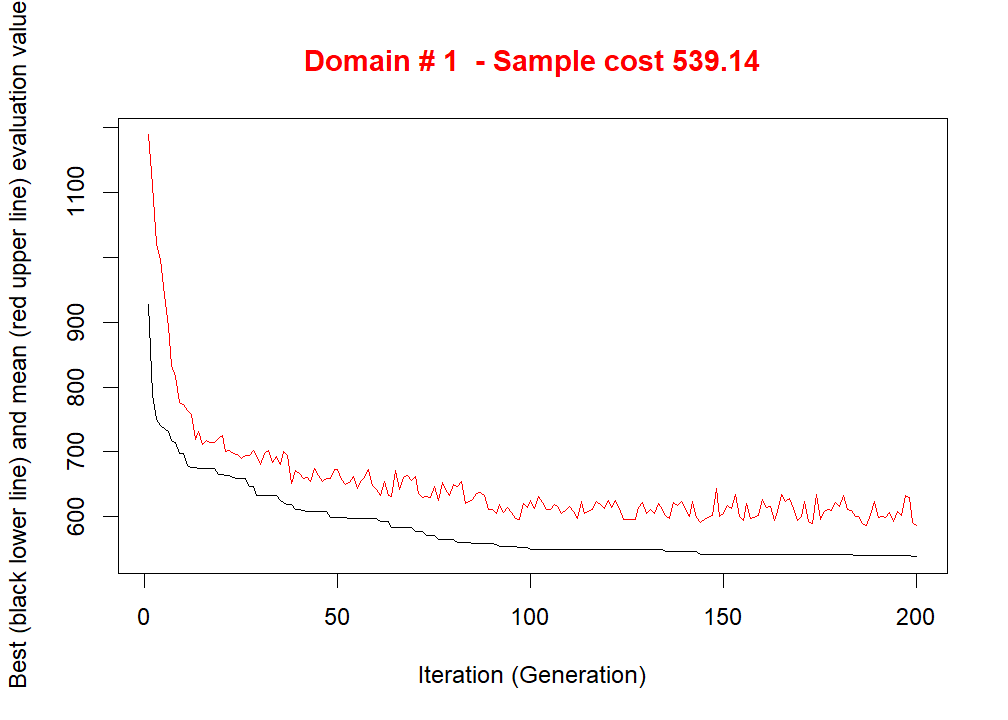 Domain # 1  - Sample cost 539.14
Best (black lower line) and mean (red upper line) evaluation value
1100
900
800
700
600
0 50 100 150 200
Iteration (Generation)